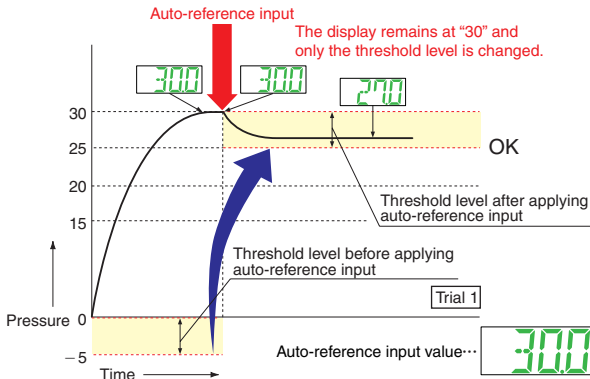 Auto-reference input
The display remains at “30” and
only the threshold level is changed.
30.0
30.0
27.0
30
25
20
15
OK
Threshold level after applying
auto-reference input
Threshold level before applying
auto-reference input
Trial 1
Pressure
0
−5
Time
Auto-reference input value⋯
30.0